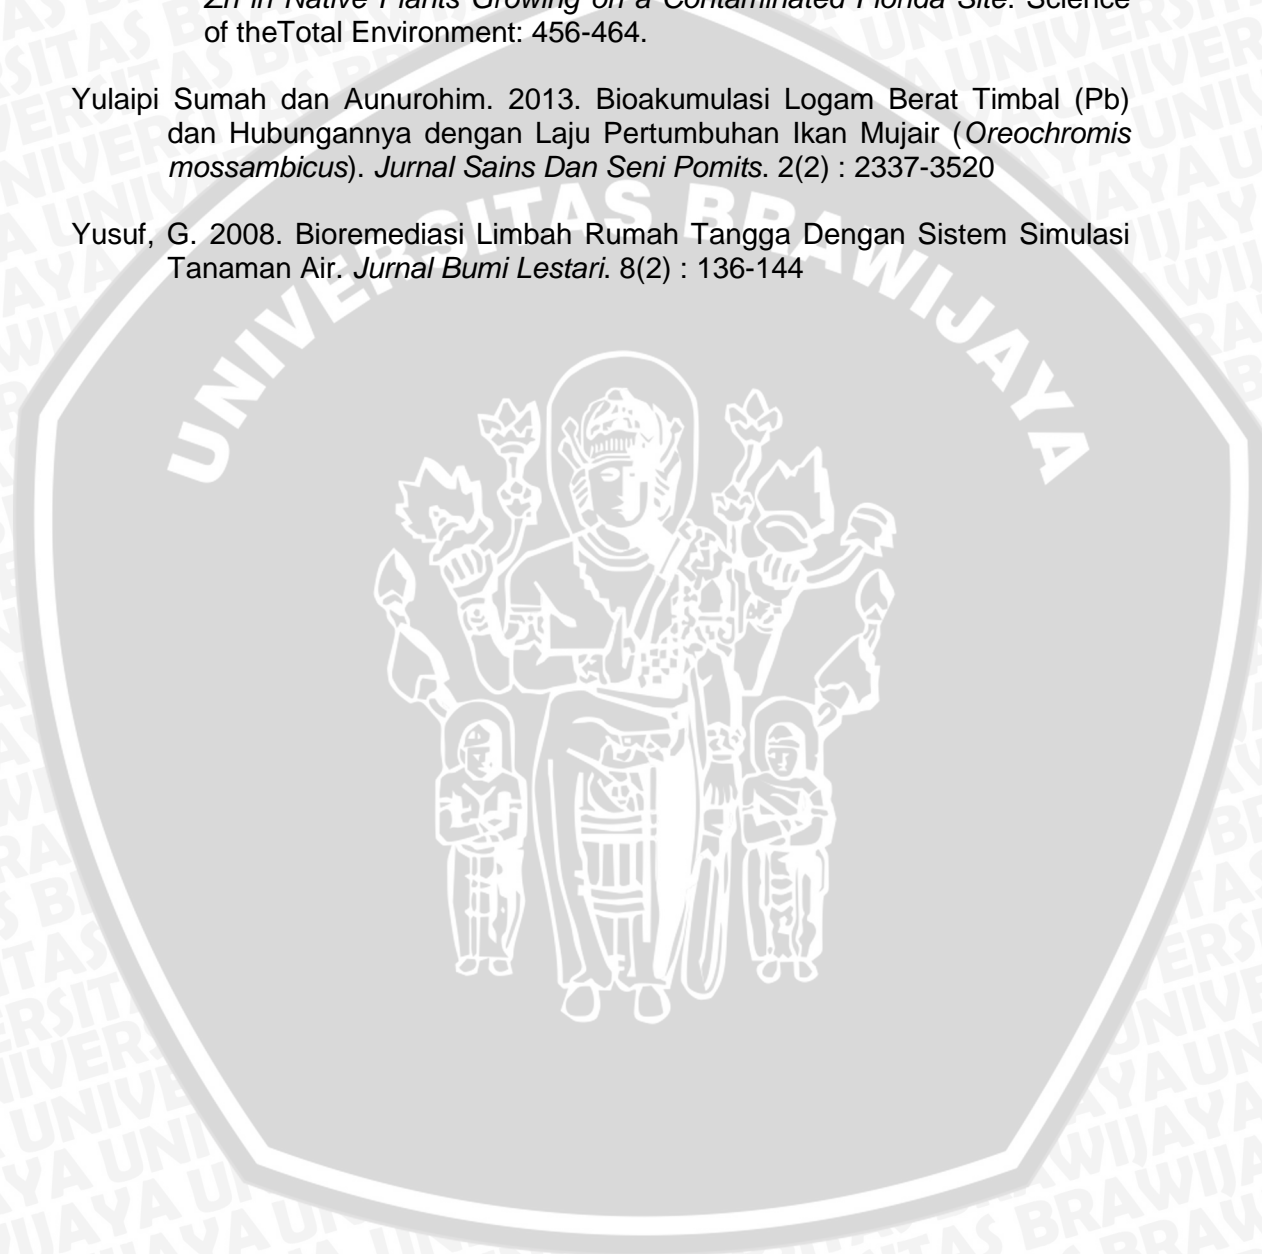 Zn in Native Plants Growing on a Contaminated Florida Site. Science
of theTotal Environment: 456-464.
Yulaipi Sumah dan Aunurohim. 2013. Bioakumulasi Logam Berat Timbal (Pb)
dan Hubungannya dengan Laju Pertumbuhan Ikan Mujair (Oreochromis
mossambicus). Jurnal Sains Dan Seni Pomits. 2(2) : 2337-3520
Yusuf, G. 2008. Bioremediasi Limbah Rumah Tangga Dengan Sistem Simulasi
Tanaman Air. Jurnal Bumi Lestari. 8(2) : 136-144
UNIVERSITAS BRAWIJAYA